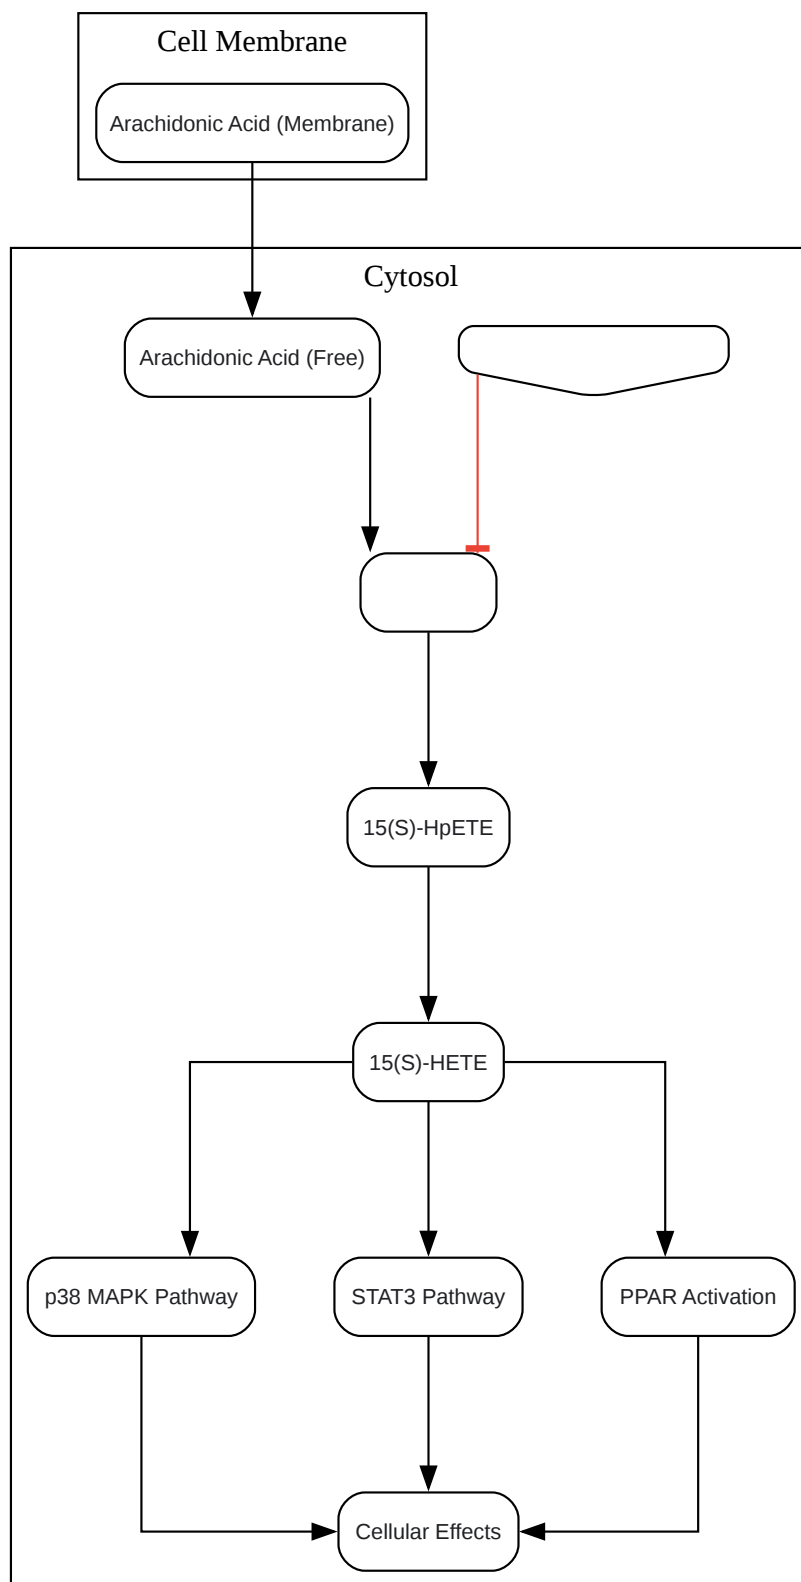 Cell Membrane
Arachidonic Acid (Membrane)
Cytosol
Arachidonic Acid (Free)
15(S)-HpETE
15(S)-HETE
p38 MAPK Pathway
STAT3 Pathway
PPAR Activation
Cellular Effects